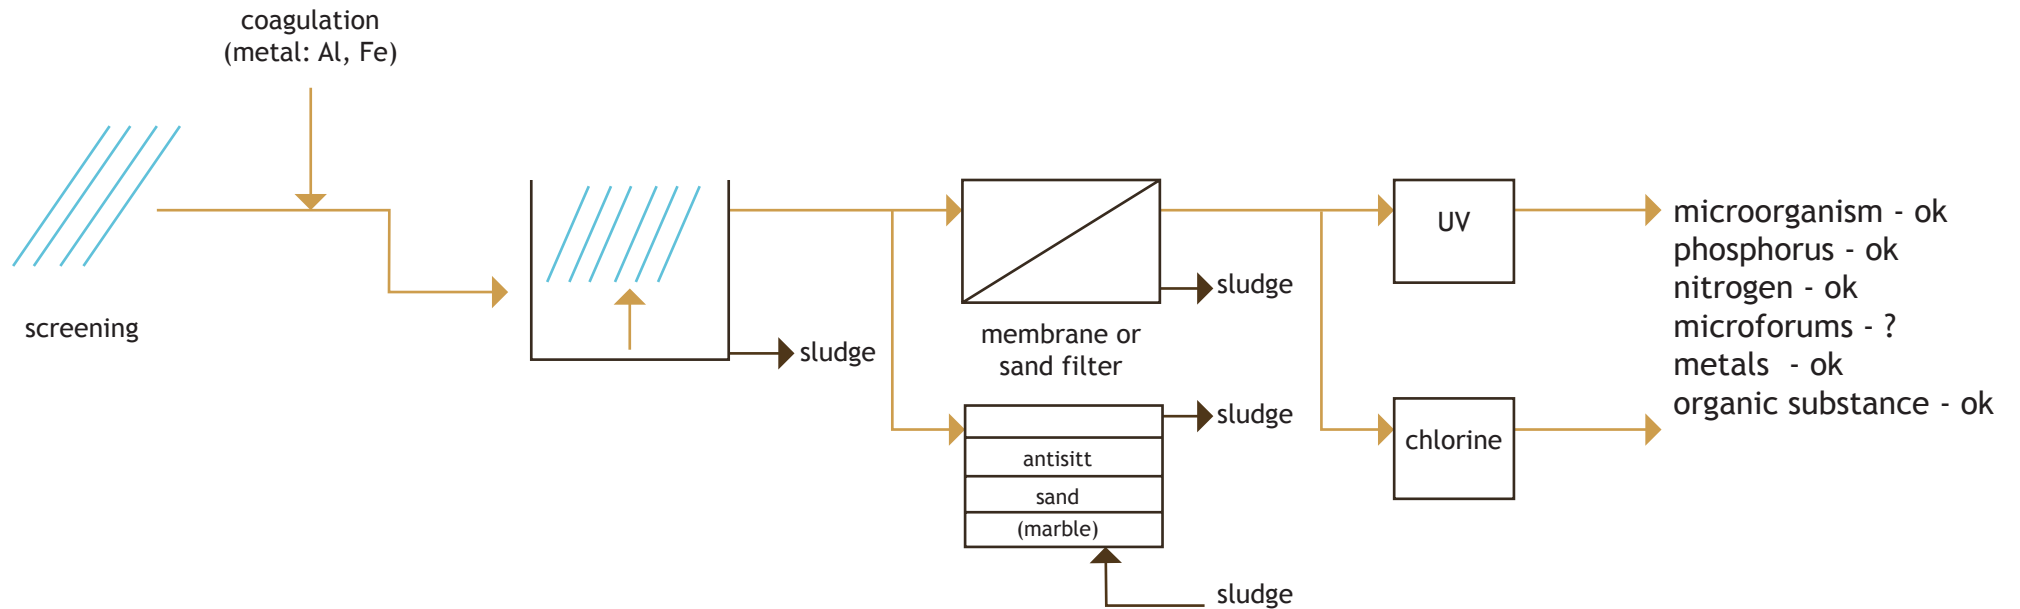 coagulation
(metal: Al, Fe)
screening
sludge
membrane or
sand filter
sludge
sludge
antisitt
sand
(marble)
sludge
UV
chlorine
microorganism - ok
phosphorus - ok
nitrogen - ok
microforums - ?
metals - ok
organic substance - ok